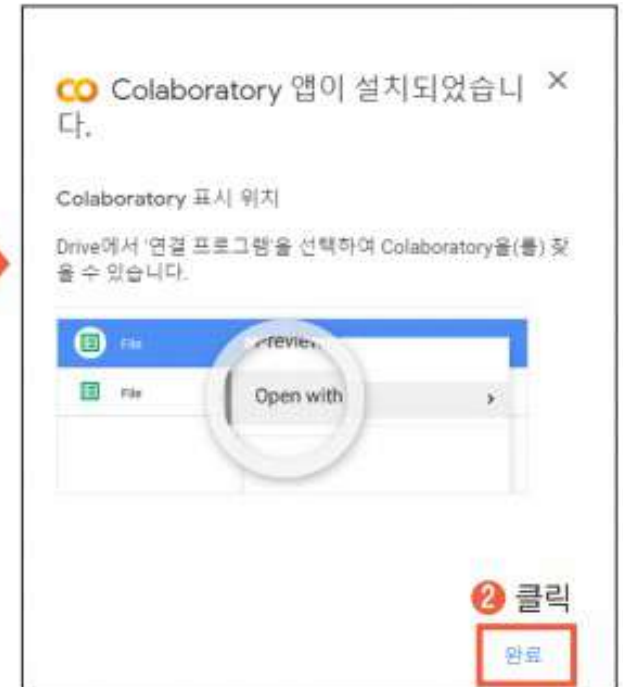 CO Colaboratory 앱이 설치되었습니 ×
다.
Colaboratory 표시 위치
Drive에서 '연결 프로그램'을 선택하여 Colaboratory을(를) 찾
을 수 있습니다.
File
Preview
File
Open with >
2 클릭
완료